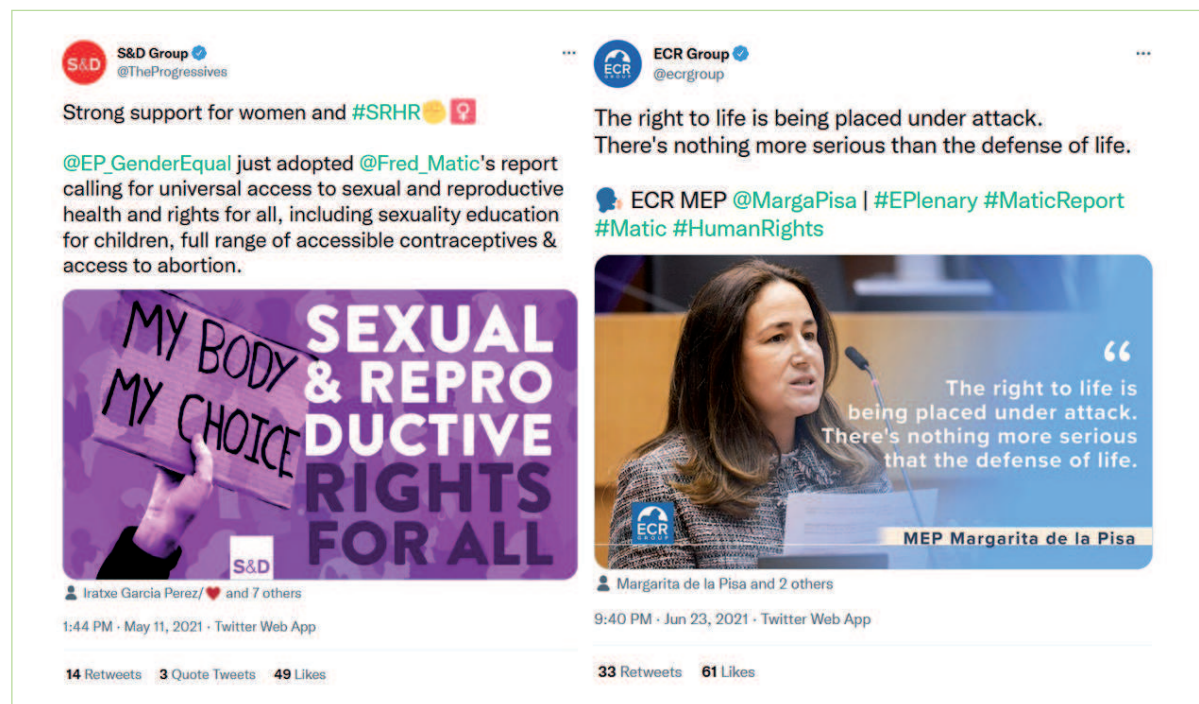 S&D
S&D Group
@TheProgressives
Strong support for women and #SRHR
@EP_GenderEqual just adopted @Fred_Matic's report
calling for universal access to sexual and reproductive
health and rights for all, including sexuality education
for children, full range of accessible contraceptives &
access to abortion.
MY BODY
MY CHOICE
SEXUAL
& REPRO
DUCTIVE
RIGHTS
FOR ALL
S&D
Iratxe Garcia Perez/ and 7 others
1:44 PM · May 11, 2021 · Twitter Web App
14 Retweets 3 Quote Tweets 49 Likes
ECR
GROUP
ECR Group
@ecrgroup
The right to life is being placed under attack.
There's nothing more serious than the defense of life.
ECR MEP @MargaPisa | #EPlenary #MaticReport
#Matic #HumanRights
“
The right to life is
being placed under attack.
There's nothing more serious
that the defense of life.
ECR
GROUP
MEP Margarita de la Pisa
Margarita de la Pisa and 2 others
9:40 PM · Jun 23, 2021 · Twitter Web App
33 Retweets 61 Likes